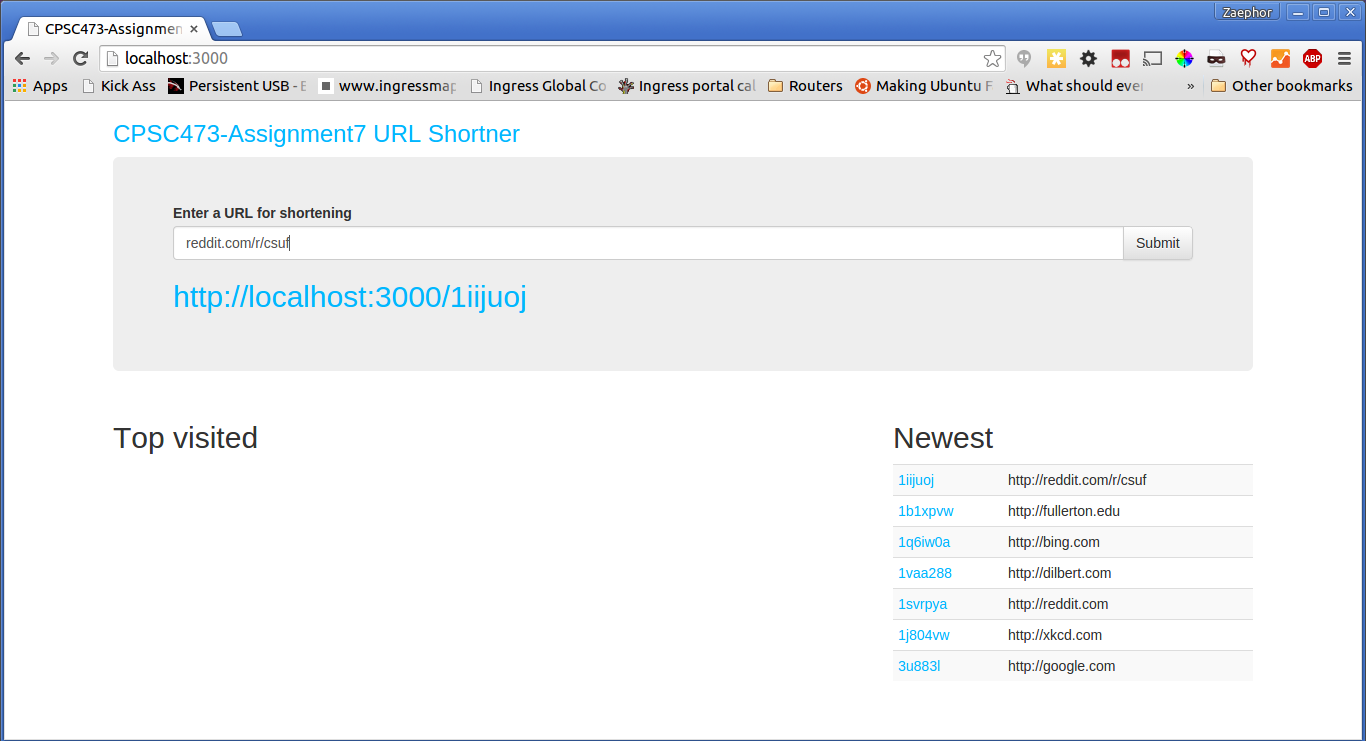 Zaephor
CPSC473-Assignmen
localhost:3000
ABP
Apps Kick Ass Persistent USB - E www.ingressmap Ingress Global Co Ingress portal cal Routers Making Ubuntu F What should ever » Other bookmarks
CPSC473-Assignment7 URL Shortner
Enter a URL for shortening
reddit.com/r/csuf Submit
http://localhost:3000/1iijuoj
Top visited
Newest
1iijuoj http://reddit.com/r/csuf
1b1xpvw http://fullerton.edu
1q6iw0a http://bing.com
1vaa288 http://dilbert.com
1svrpya http://reddit.com
1j804vw http://xkcd.com
3u883l http://google.com